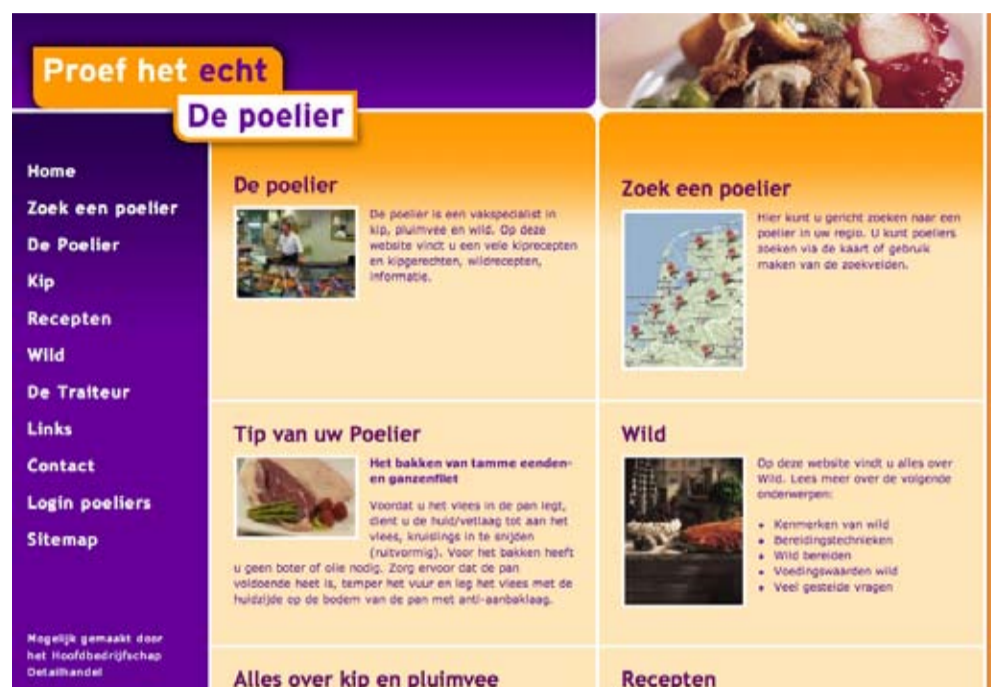 Proef het echt
De poelier
Home
Zoek een poelier
De Poelier
Kip
Recepten
Wild
De Traiteur
Links
Contact
Login poeliers
Sitemap
Mogelijk gemaakt door
het Hoofdbedrijfschap
Detailhandel
De poelier
De poelier is een vakspecialist in
kip, pluimvee en wild. Op deze
website vindt u een vele kiprecepten
en kipgerechten, wildrecepten,
informatie.
Zoek een poelier
Hier kunt u gericht zoeken naar een
poelier in uw regio. U kunt poeliers
zoeken via de kaart of gebruik
maken van de zoekvelden.
Tip van uw Poelier
Het bakken van tamme eenden-
en ganzenfilet
Voordat u het vlees in de pan legt,
dient u de huid/vetlaag tot aan het
vlees, kruislings in te snijden
(ruitvormig). Voor het bakken heeft
u geen boter of olie nodig. Zorg ervoor dat de pan
voldoende heet is, temper het vuur en leg het vlees met de
huidzijde op de bodem van de pan met anti-aanbaklaag.
Wild
Op deze website vindt u alles over
Wild. Lees meer over de volgende
onderwerpen:
• Kenmerken van wild
• Bereidingstechnieken
• Wild bereiden
• Voedingswaarden wild
• Veel gestelde vragen
Alles over kip en pluimvee
Recepten